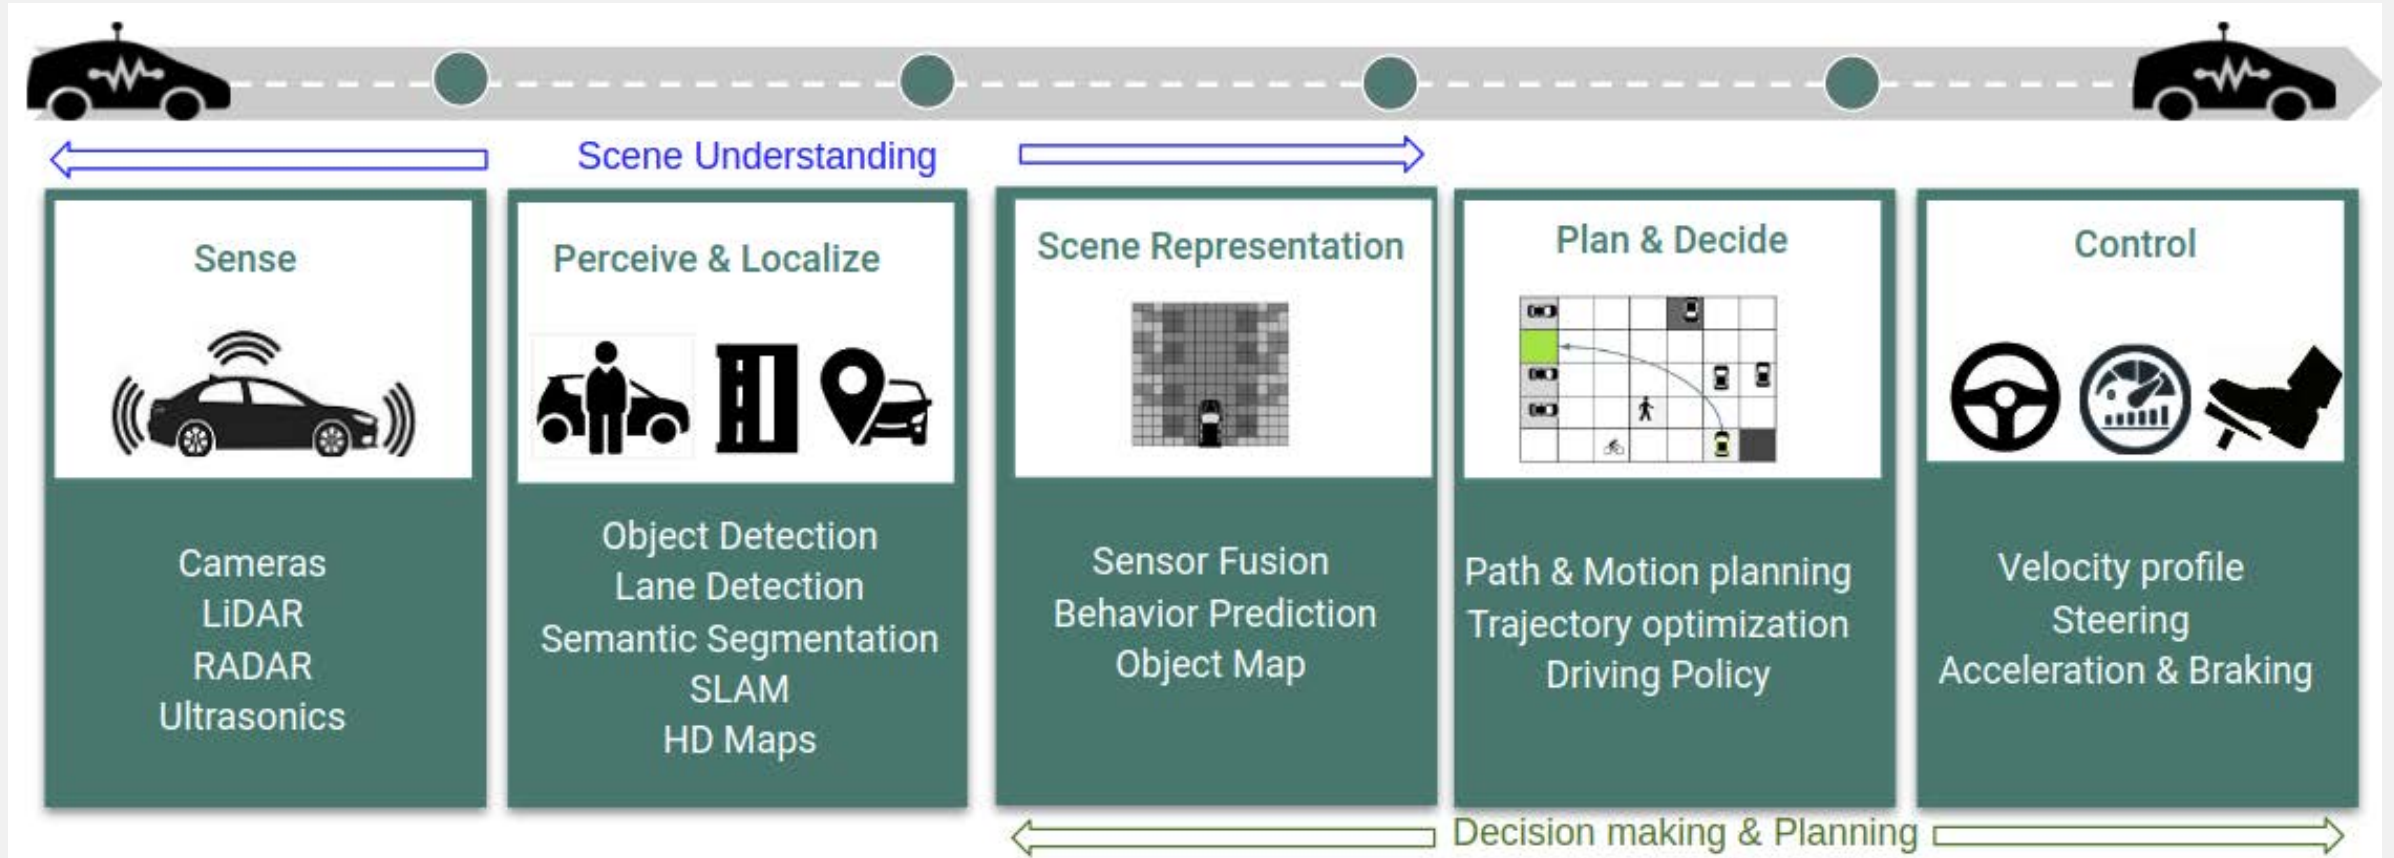 Scene Understanding
Sense
Cameras
LiDAR
RADAR
Ultrasonics
Perceive & Localize
Object Detection
Lane Detection
Semantic Segmentation
SLAM
HD Maps
Scene Representation
Sensor Fusion
Behavior Prediction
Object Map
Plan & Decide
Path & Motion planning
Trajectory optimization
Driving Policy
Control
Velocity profile
Steering
Acceleration & Braking
Decision making & Planning